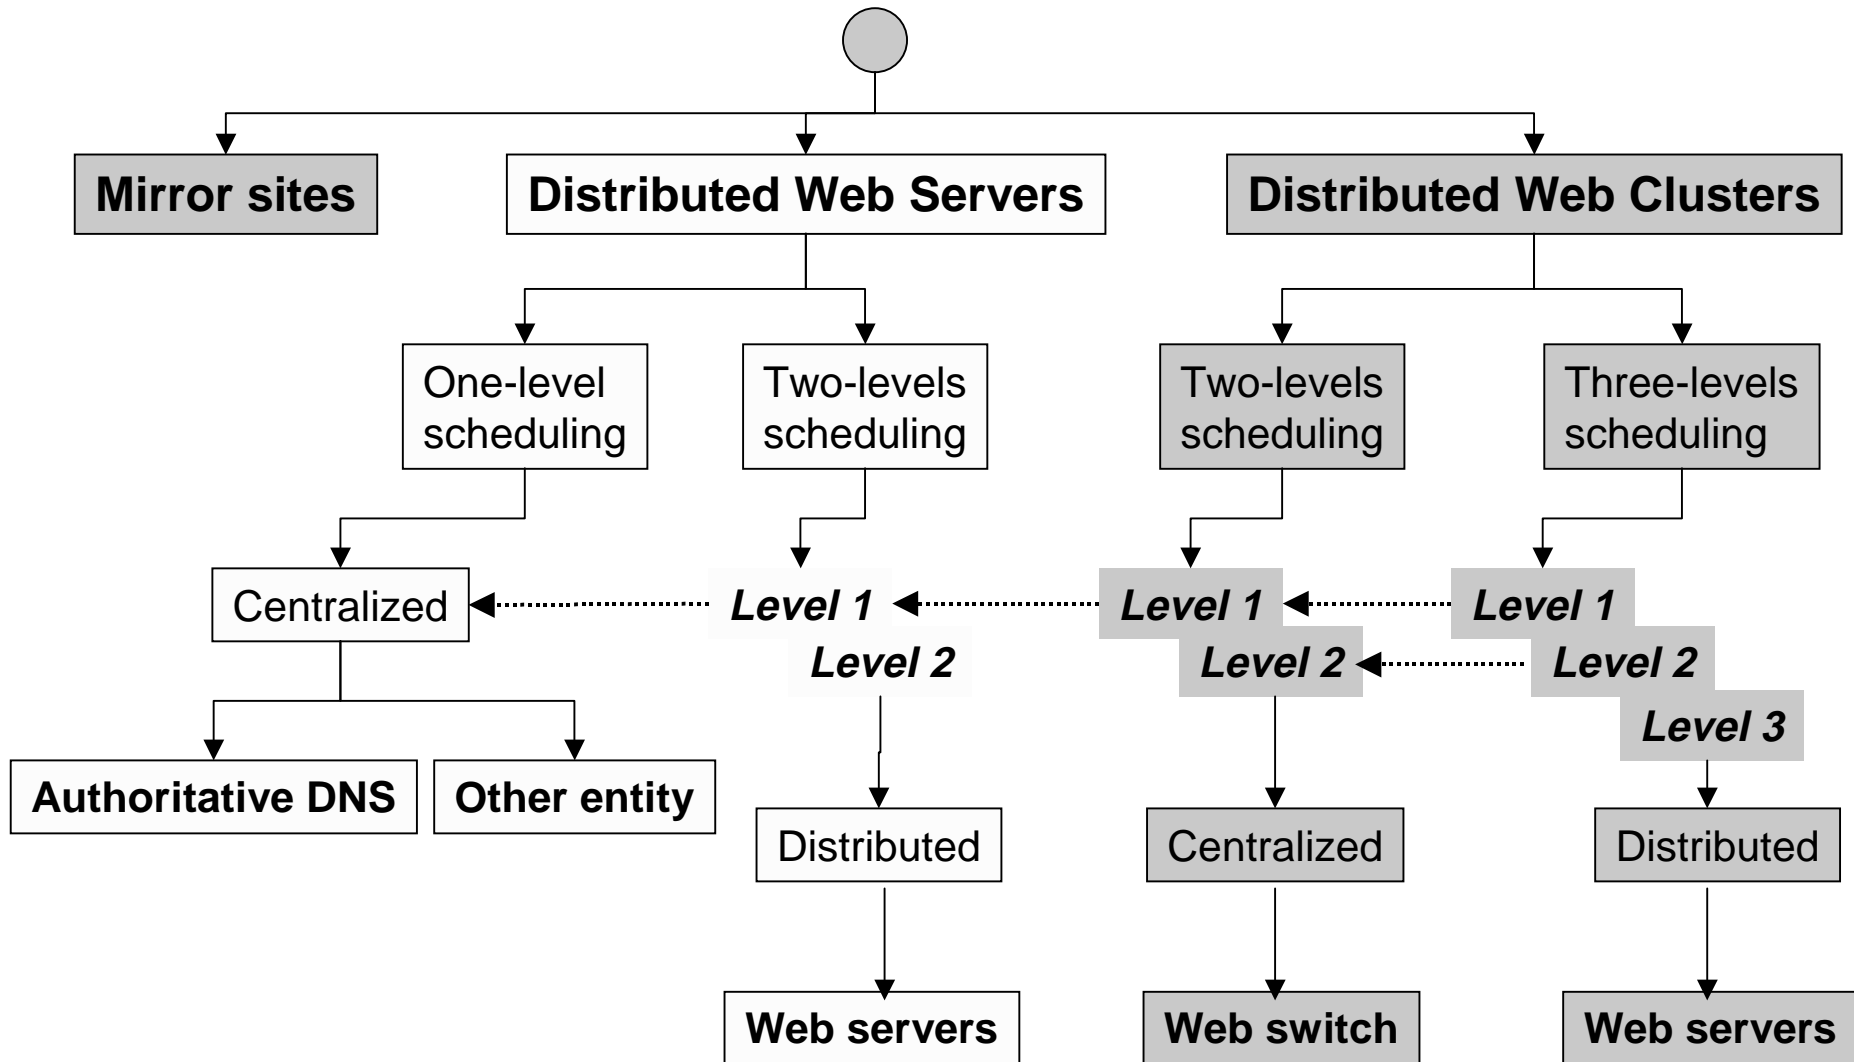 Mirror sites
Distributed Web Servers
Distributed Web Clusters
One-level
scheduling
Two-levels
scheduling
Two-levels
scheduling
Three-levels
scheduling
Centralized
Level 1
Level 1
Level 1
Level 2
Level 2
Level 2
Level 3
Authoritative DNS
Other entity
Distributed
Centralized
Distributed
Web servers
Web switch
Web servers